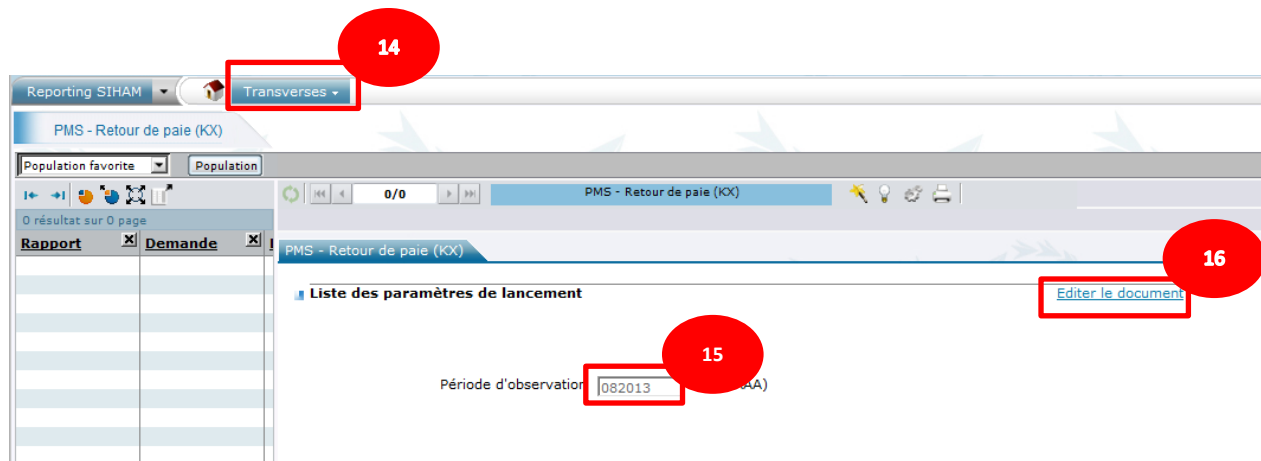 14
Reporting SIHAM Transverses
PMS - Retour de paie (KX)
Population favorite Population
0/0 PMS - Retour de paie (KX)
0 résultat sur 0 page
Rapport Demande
PMS - Retour de paie (KX)
16
Liste des paramètres de lancement Editer le document
15
Période d'observation 082013 AA)